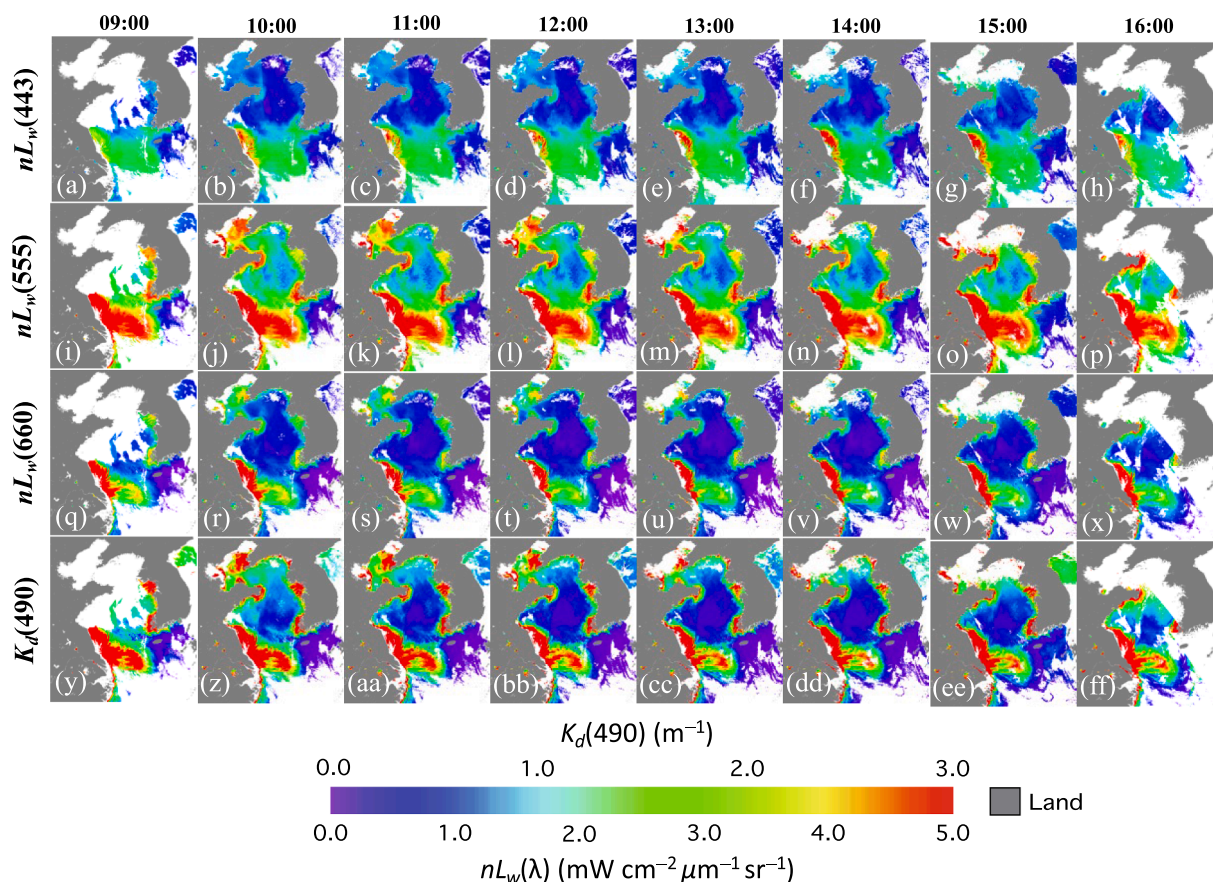 09:00 10:00 11:00 12:00 13:00 14:00 15:00 16:00
nLw(443)
(a) (b) (c) (d) (e) (f) (g) (h)
nLw(555)
(i) (j) (k) (l) (m) (n) (o) (p)
nLw(660)
(q) (r) (s) (t) (u) (v) (w) (x)
Kd(490)
(y) (z) (aa) (bb) (cc) (dd) (ee) (ff)
Kd(490) (m⁻¹)
0.0 1.0 2.0 3.0
Land
0.0 1.0 2.0 3.0 4.0 5.0
nLw(λ) (mW cm⁻² μm⁻¹ sr⁻¹)